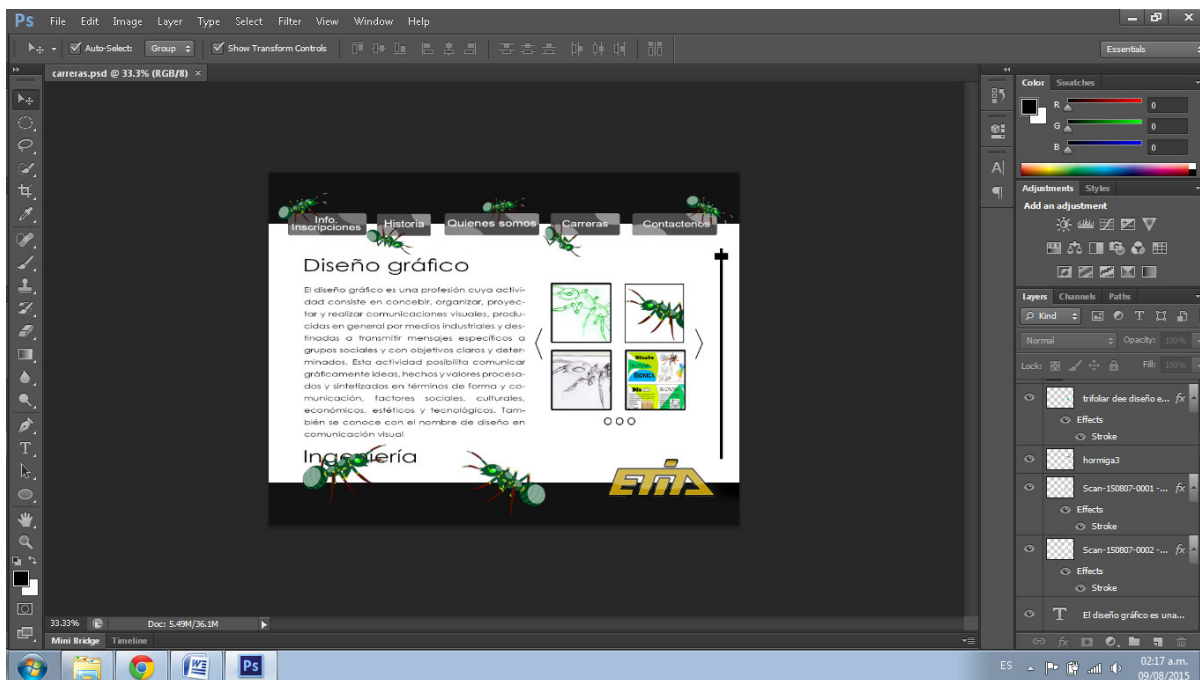 Ps File Edit Image Layer Type Select Filter View Window Help
Auto-Select: Group Show Transform Controls Essentials
carreras.psd @ 33.3% (RGB/8) ×
Info.
Inscripciones
Historia
Quienes somos
Carreras
Contactenos
Diseño gráfico
El diseño gráfico es una profesión cuya activi-
dad consiste en concebir, organizar, proyec-
tar y realizar comunicaciones visuales, produ-
cidas en general por medios industriales y des-
tinadas a transmitir mensajes específicos a
grupos sociales y con objetivos claros y deter-
minados. Esta actividad posibilita comunicar
gráficamente ideas, hechos y valores procesa-
dos y sintetizados en términos de forma y co-
municación, factores sociales, culturales,
económicos, estéticos y tecnológicos. Tam-
bién se conoce con el nombre de diseño en
comunicación visual
Ingeniería
ETITA
Color Swatches
R 0
G 0
B 0
Adjustments Styles
Add an adjustment
Layers Channels Paths
Kind
Normal Opacity: 100%
Lock: Fill: 100%
trifoliar dee diseño e... fx
Effects
Stroke
hormiga3
Scan-150807-0001 -... fx
Effects
Stroke
Scan-150807-0002 -... fx
Effects
Stroke
T El diseño gráfico es una...
33.33% Doc: 5.49M/36.1M
Mini Bridge Timeline
Ps
ES 02:17 a.m.
09/08/2015